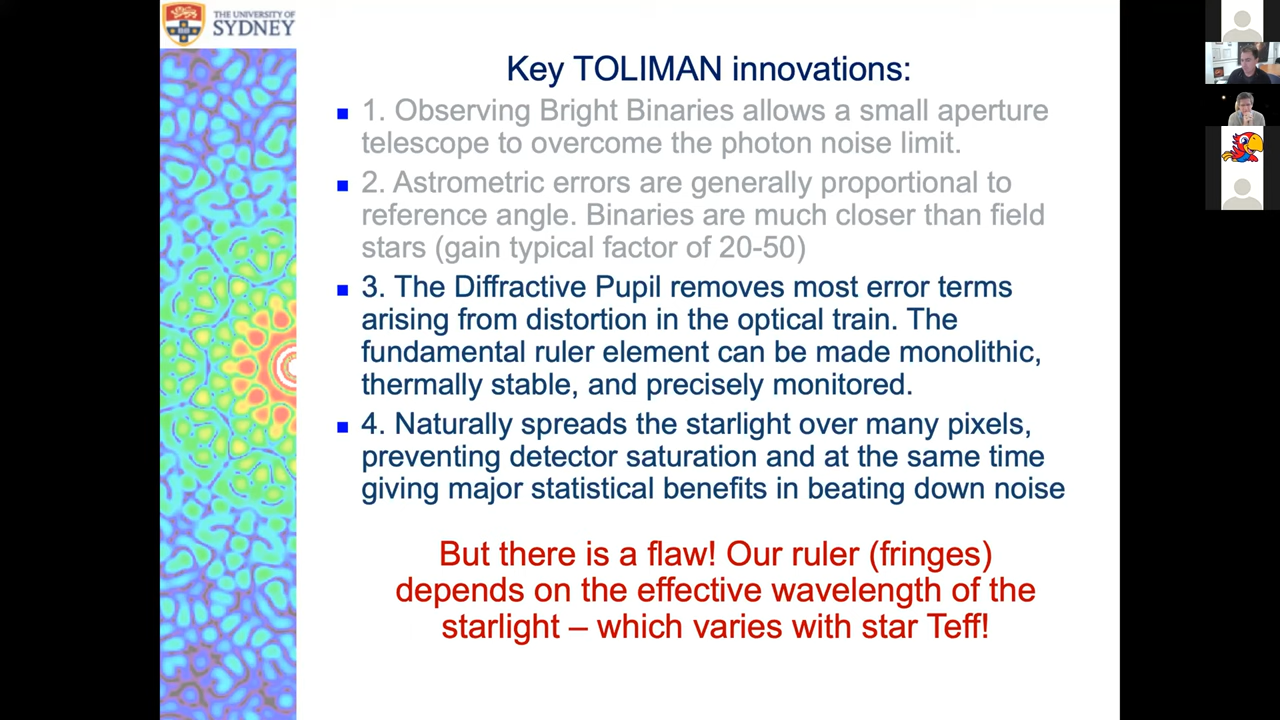 THE UNIVERSITY OF
SYDNEY
Key TOLIMAN innovations:
1. Observing Bright Binaries allows a small aperture
telescope to overcome the photon noise limit.
2. Astrometric errors are generally proportional to
reference angle. Binaries are much closer than field
stars (gain typical factor of 20-50)
3. The Diffractive Pupil removes most error terms
arising from distortion in the optical train. The
fundamental ruler element can be made monolithic,
thermally stable, and precisely monitored.
4. Naturally spreads the starlight over many pixels,
preventing detector saturation and at the same time
giving major statistical benefits in beating down noise
But there is a flaw! Our ruler (fringes)
depends on the effective wavelength of the
starlight – which varies with star Teff!